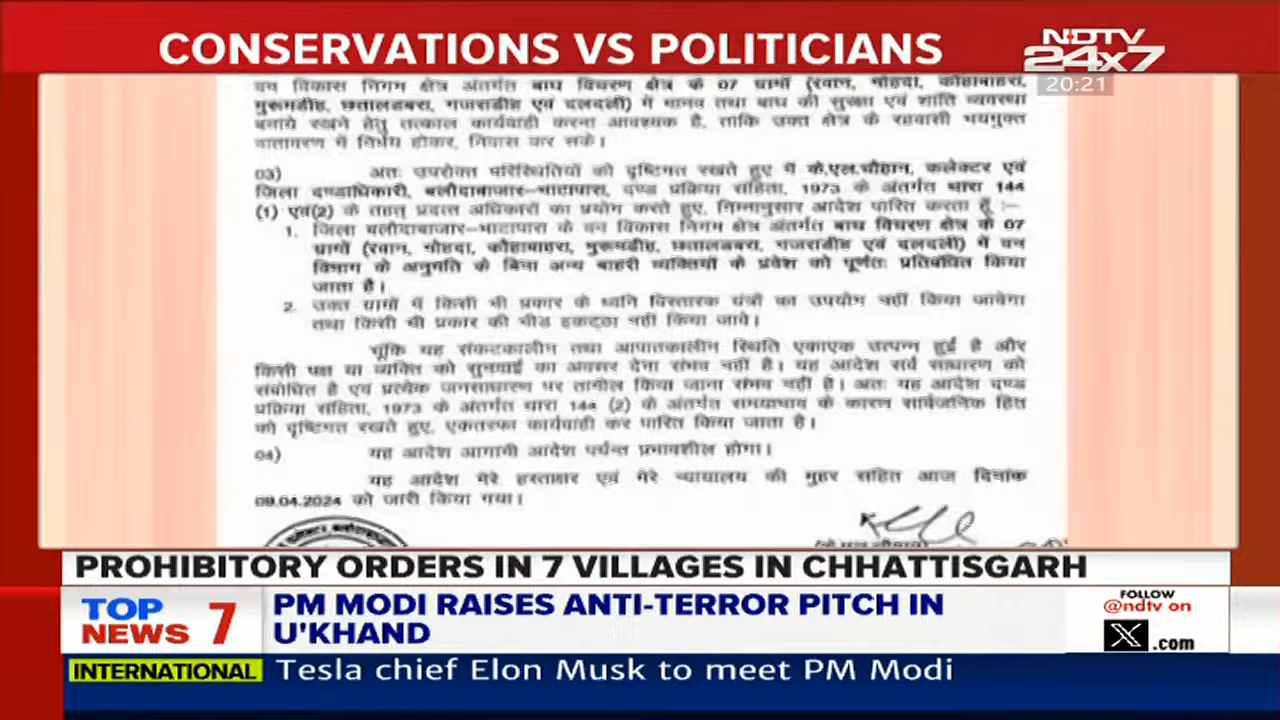 CONSERVATIONS VS POLITICIANS
NDTV
24x7
20:21
वन विकास निगम क्षेत्र अंतर्गत बाघ विचरण क्षेत्र के 07 ग्रामों (रवान, मोहदा, कौहाबाहरा,
मुरूमडीह, छतालडबरा, गजराडीह एवं दलदली) में मानव तथा बाघ की सुरक्षा एवं शांति व्यवस्था
बनाये रखने हेतु तत्काल कार्यवाही करना आवश्यक है, ताकि उक्त क्षेत्र के रहवासी भयमुक्त
वातावरण में निर्भय होकर, निवास कर सकें।
03) अतः उपरोक्त परिस्थितियों को दृष्टिगत रखते हुए मैं के.एल.चौहान, कलेक्टर एवं
जिला दण्डाधिकारी, बलौदाबाजार-भाटापारा, दण्ड प्रक्रिया संहिता, 1973 के अंतर्गत धारा 144
(1) एवं(2) के तहत् प्रदत्त अधिकारों का प्रयोग करते हुए, निम्नानुसार आदेश पारित करता हूँ :-
1. जिला बलौदाबाजार-भाटापारा के वन विकास निगम क्षेत्र अंतर्गत बाघ विचरण क्षेत्र के 07
ग्रामों (रवान, मोहदा, कौहाबाहरा, मुरूमडीह, छतालडबरा, गजराडीह एवं दलदली) में वन
विभाग के अनुमति के बिना अन्य बाहरी व्यक्तियों के प्रवेश को पूर्णतः प्रतिबंधित किया
जाता है।
2. उक्त ग्रामों में किसी भी प्रकार के ध्वनि विस्तारक यंत्रों का उपयोग नहीं किया जावेगा
तथा किसी भी प्रकार की भीड इकट्ठा नहीं किया जावे।
चूंकि यह संकटकालीन तथा आपातकालीन स्थिति एकाएक उत्पन्न हुई है और
किसी पक्ष या व्यक्ति को सुनवाई का अवसर देना संभव नहीं है। यह आदेश सर्व साधारण को
संबोधित है एवं प्रत्येक जनसाधारण पर तामील किया जाना संभव नहीं है। अतः यह आदेश दण्ड
प्रक्रिया संहिता, 1973 के अंतर्गत धारा 144 (2) के अंतर्गत समयाभाव के कारण सार्वजनिक हित
को दृष्टिगत रखते हुए, एकतरफा कार्यवाही कर पारित किया जाता है।
04) यह आदेश आगामी आदेश पर्यन्त प्रभावशील होगा।
यह आदेश मेरे हस्ताक्षर एवं मेरे न्यायालय की मुहर सहित आज दिनांक
09.04.2024 को जारी किया गया।
PROHIBITORY ORDERS IN 7 VILLAGES IN CHHATTISGARH
TOP
NEWS 7
PM MODI RAISES ANTI-TERROR PITCH IN
U'KHAND
FOLLOW
@ndtv on
X .com
INTERNATIONAL
Tesla chief Elon Musk to meet PM Modi